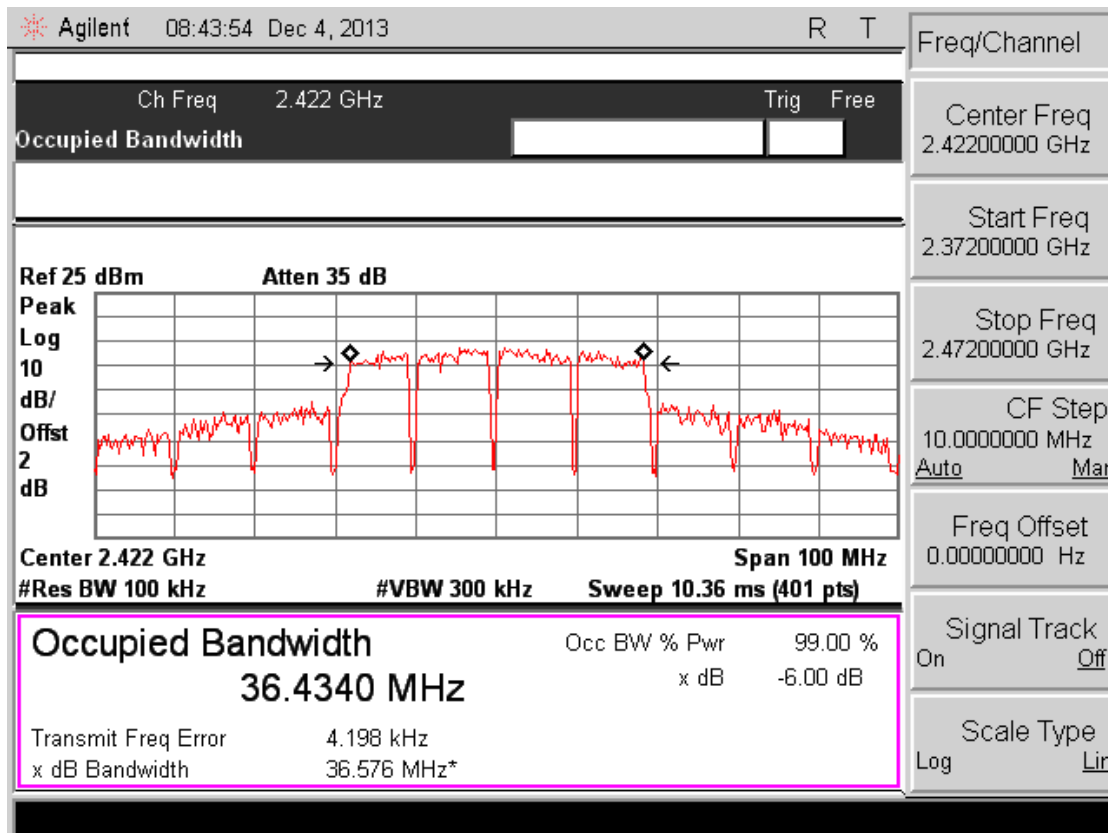 Agilent 08:43:54 Dec 4, 2013 R T
Ch Freq 2.422 GHz Trig Free
Occupied Bandwidth
Ref 25 dBm Atten 35 dB
Peak
Log
10
dB/
Offst
2
dB
Center 2.422 GHz Span 100 MHz
#Res BW 100 kHz #VBW 300 kHz Sweep 10.36 ms (401 pts)
Occupied Bandwidth
36.4340 MHz
Occ BW % Pwr 99.00 %
x dB -6.00 dB
Transmit Freq Error 4.198 kHz
x dB Bandwidth 36.576 MHz*
Freq/Channel
Center Freq
2.42200000 GHz
Start Freq
2.37200000 GHz
Stop Freq
2.47200000 GHz
CF Step
10.0000000 MHz
Auto Man
Freq Offset
0.00000000 Hz
Signal Track
On Off
Scale Type
Log Lin